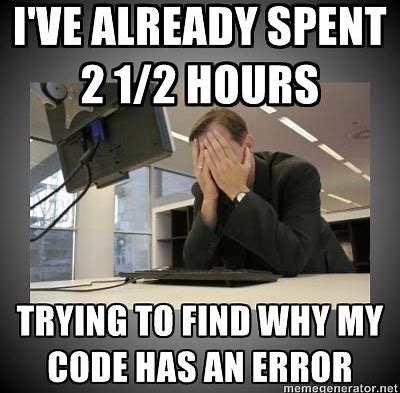 I'VE ALREADY SPENT
2 1/2 HOURS
TRYING TO FIND WHY MY
CODE HAS AN ERROR
memegenerator.net